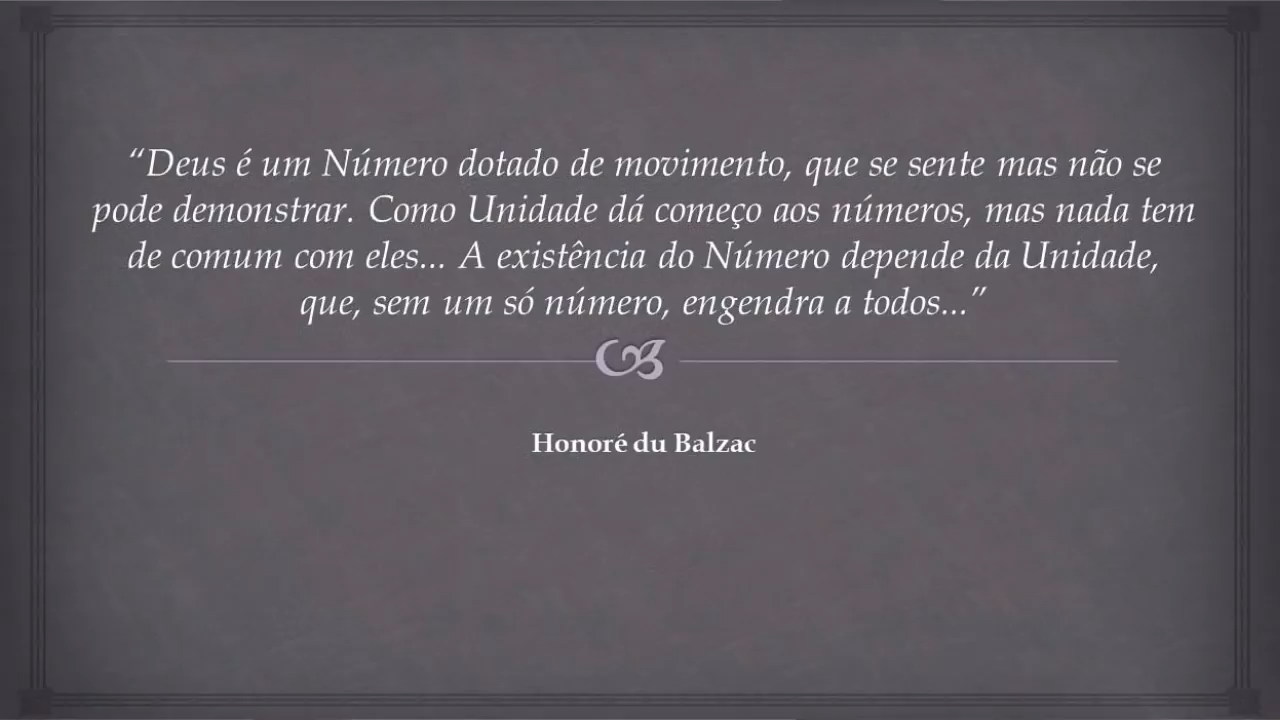 “Deus é um Número dotado de movimento, que se sente mas não se
pode demonstrar. Como Unidade dá começo aos números, mas nada tem
de comum com eles... A existência do Número depende da Unidade,
que, sem um só número, engendra a todos...”
Honoré du Balzac